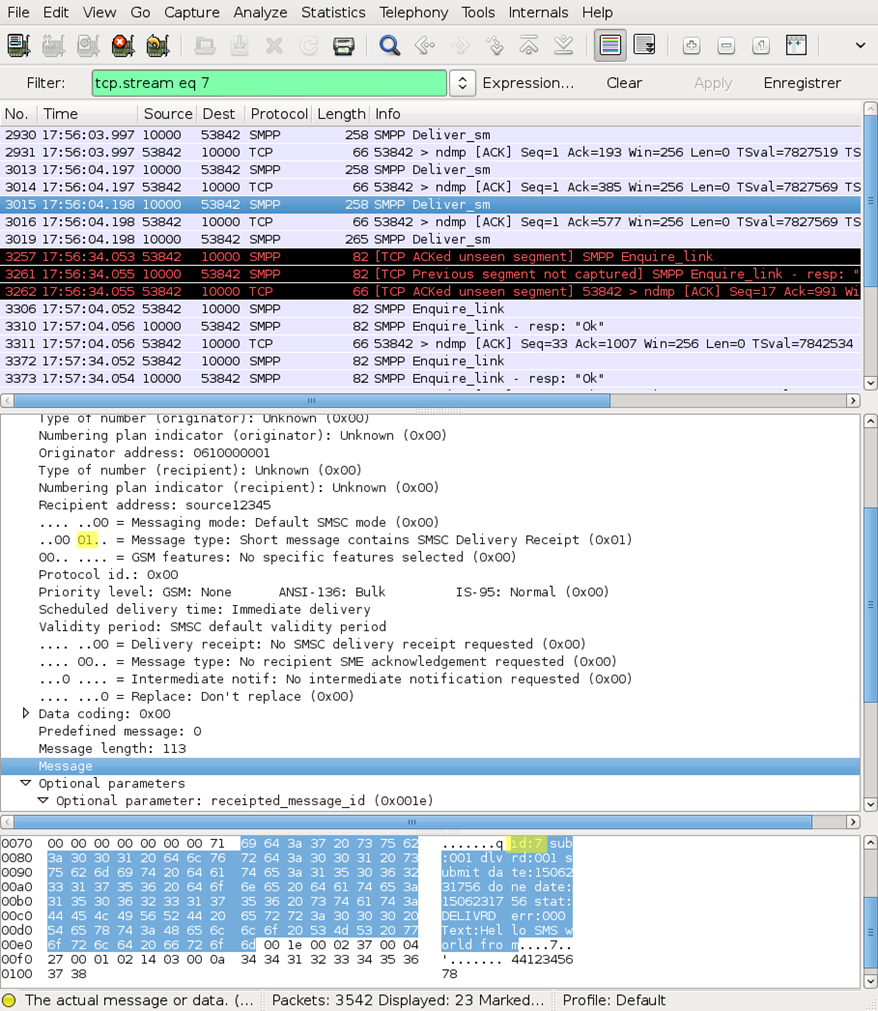 File Edit View Go Capture Analyze Statistics Telephony Tools Internals Help
Filter: tcp.stream eq 7 Expression... Clear Apply Enregistrer
No. Time Source Dest Protocol Length Info
2930 17:56:03.997 10000 53842 SMPP 258 SMPP Deliver_sm
2931 17:56:03.997 53842 10000 TCP 66 53842 > ndmp [ACK] Seq=1 Ack=193 Win=256 Len=0 TSval=7827519 TS
3013 17:56:04.197 10000 53842 SMPP 258 SMPP Deliver_sm
3014 17:56:04.197 53842 10000 TCP 66 53842 > ndmp [ACK] Seq=1 Ack=385 Win=256 Len=0 TSval=7827569 TS
3015 17:56:04.198 10000 53842 SMPP 258 SMPP Deliver_sm
3016 17:56:04.198 53842 10000 TCP 66 53842 > ndmp [ACK] Seq=1 Ack=577 Win=256 Len=0 TSval=7827569 TS
3019 17:56:04.198 10000 53842 SMPP 265 SMPP Deliver_sm
3257 17:56:34.053 53842 10000 SMPP 82 [TCP ACKed unseen segment] SMPP Enquire_link
3261 17:56:34.055 10000 53842 SMPP 82 [TCP Previous segment not captured] SMPP Enquire_link - resp: "
3262 17:56:34.055 53842 10000 TCP 66 [TCP ACKed unseen segment] 53842 > ndmp [ACK] Seq=17 Ack=991 Wi
3306 17:57:04.052 53842 10000 SMPP 82 SMPP Enquire_link
3310 17:57:04.056 10000 53842 SMPP 82 SMPP Enquire_link - resp: "Ok"
3311 17:57:04.056 53842 10000 TCP 66 53842 > ndmp [ACK] Seq=33 Ack=1007 Win=256 Len=0 TSval=7842534
3372 17:57:34.052 53842 10000 SMPP 82 SMPP Enquire_link
3373 17:57:34.054 10000 53842 SMPP 82 SMPP Enquire_link - resp: "Ok"
Type of number (originator): Unknown (0x00)
Numbering plan indicator (originator): Unknown (0x00)
Originator address: 0610000001
Type of number (recipient): Unknown (0x00)
Numbering plan indicator (recipient): Unknown (0x00)
Recipient address: source12345
.... ..00 = Messaging mode: Default SMSC mode (0x00)
..00 01.. = Message type: Short message contains SMSC Delivery Receipt (0x01)
00.. .... = GSM features: No specific features selected (0x00)
Protocol id.: 0x00
Priority level: GSM: None ANSI-136: Bulk IS-95: Normal (0x00)
Scheduled delivery time: Immediate delivery
Validity period: SMSC default validity period
.... ..00 = Delivery receipt: No SMSC delivery receipt requested (0x00)
.... 00.. = Message type: No recipient SME acknowledgement requested (0x00)
...0 .... = Intermediate notif: No intermediate notification requested (0x00)
.... ...0 = Replace: Don't replace (0x00)
Data coding: 0x00
Predefined message: 0
Message length: 113
Message
Optional parameters
Optional parameter: receipted_message_id (0x001e)
0070 00 00 00 00 00 00 00 71 69 64 3a 37 20 73 75 62 .......q id:7 sub
0080 3a 30 30 31 20 64 6c 76 72 64 3a 30 30 31 20 73 :001 dlv rd:001 s
0090 75 62 6d 69 74 20 64 61 74 65 3a 31 35 30 36 32 ubmit da te:15062
00a0 33 31 37 35 36 20 64 6f 6e 65 20 64 61 74 65 3a 31756 do ne date:
00b0 31 35 30 36 32 33 31 37 35 36 20 73 74 61 74 3a 15062317 56 stat:
00c0 44 45 4c 49 56 52 44 20 65 72 72 3a 30 30 30 20 DELIVRD err:000
00d0 54 65 78 74 3a 48 65 6c 6c 6f 20 53 4d 53 20 77 Text:Hel lo SMS w
00e0 6f 72 6c 64 20 66 72 6f 6d 00 1e 00 02 37 00 04 orld fro m....7..
00f0 27 00 01 02 14 03 00 0a 34 34 31 32 33 34 35 36 '....... 44123456
0100 37 38 78
The actual message or data. (... Packets: 3542 Displayed: 23 Marked... Profile: Default